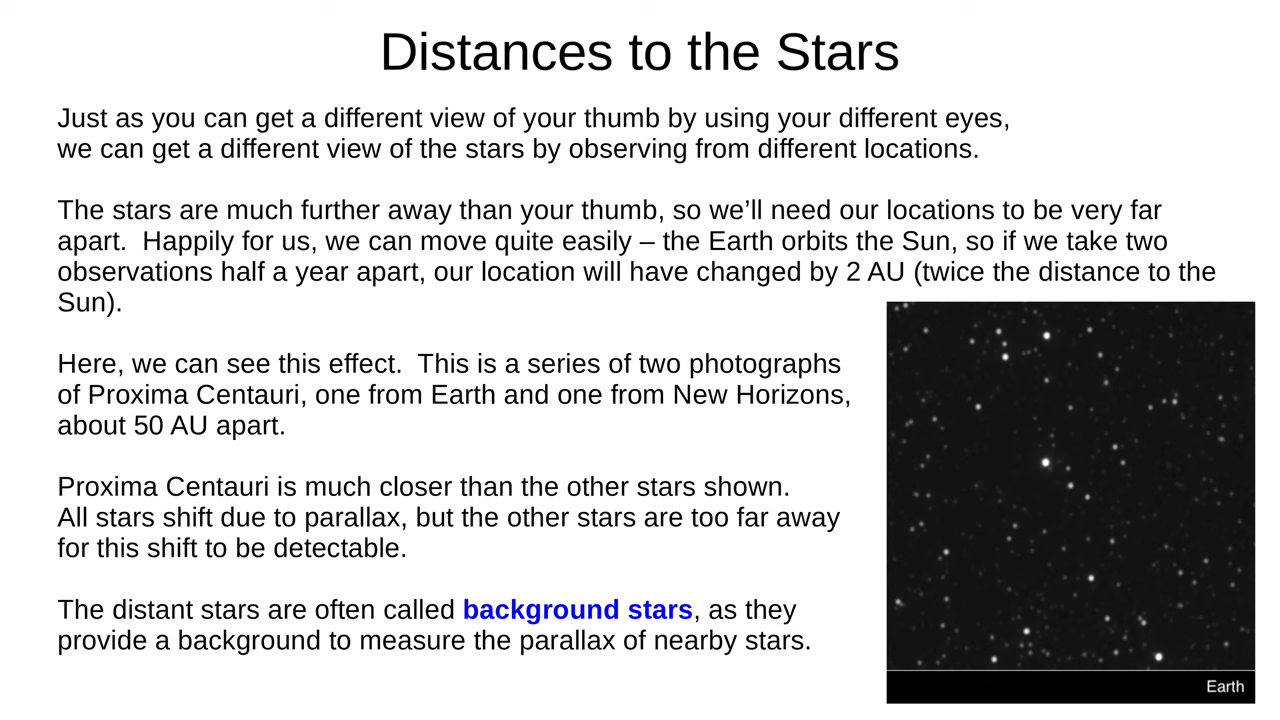 Distances to the Stars
Just as you can get a different view of your thumb by using your different eyes,
we can get a different view of the stars by observing from different locations.
The stars are much further away than your thumb, so we’ll need our locations to be very far
apart.  Happily for us, we can move quite easily – the Earth orbits the Sun, so if we take two
observations half a year apart, our location will have changed by 2 AU (twice the distance to the
Sun).
Here, we can see this effect.  This is a series of two photographs
of Proxima Centauri, one from Earth and one from New Horizons,
about 50 AU apart.
Proxima Centauri is much closer than the other stars shown.
All stars shift due to parallax, but the other stars are too far away
for this shift to be detectable.
The distant stars are often called background stars, as they
provide a background to measure the parallax of nearby stars.
Earth